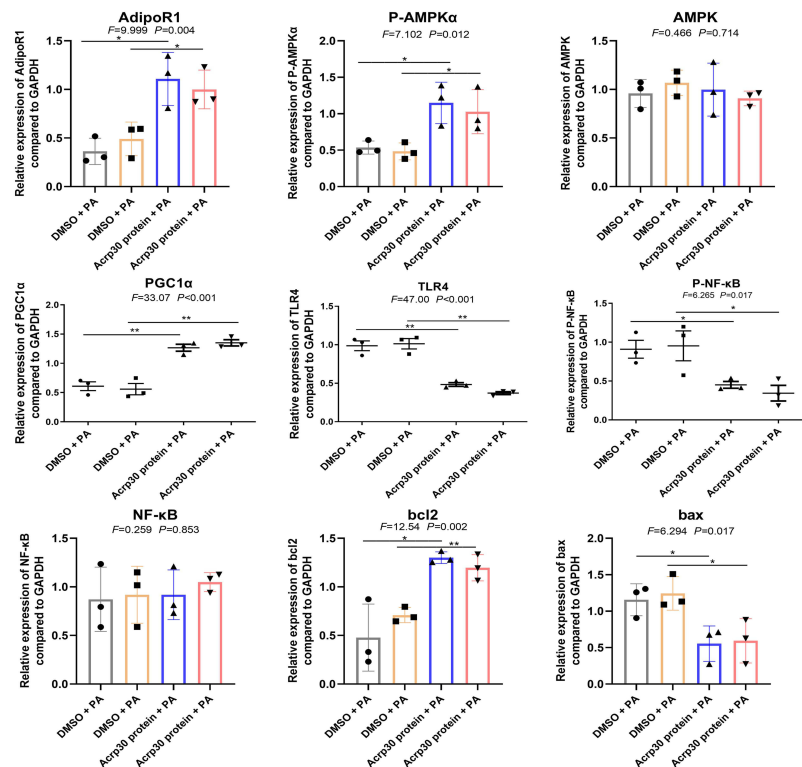 AdipoR1
F=9.999 P=0.004
* *
Relative expression of AdipoR1
compared to GAPDH
1.5
1.0
0.5
0.0
DMSO + PA
DMSO + PA
Acrp30 protein + PA
Acrp30 protein + PA
P-AMPKα
F=7.102 P=0.012
* *
Relative expression of P-AMPKα
compared to GAPDH
2.0
1.5
1.0
0.5
0.0
DMSO + PA
DMSO + PA
Acrp30 protein + PA
Acrp30 protein + PA
AMPK
F=0.466 P=0.714
Relative expression of AMPK
compared to GAPDH
1.5
1.0
0.5
0.0
DMSO + PA
DMSO + PA
Acrp30 protein + PA
Acrp30 protein + PA
PGC1α
F=33.07 P<0.001
**
**
Relative expression of PGC1α
compared to GAPDH
2.0
1.5
1.0
0.5
0.0
DMSO + PA
DMSO + PA
Acrp30 protein + PA
Acrp30 protein + PA
TLR4
F=47.00 P<0.001
**
**
Relative expression of TLR4
compared to GAPDH
1.5
1.0
0.5
0.0
DMSO + PA
DMSO + PA
Acrp30 protein + PA
Acrp30 protein + PA
P-NF-κB
F=6.265 P=0.017
*
*
Relative expression of P-NF-κB
compared to GAPDH
1.5
1.0
0.5
0.0
DMSO + PA
DMSO + PA
Acrp30 protein + PA
Acrp30 protein + PA
NF-κB
F=0.259 P=0.853
Relative expression of NF-κB
compared to GAPDH
1.5
1.0
0.5
0.0
DMSO + PA
DMSO + PA
Acrp30 protein + PA
Acrp30 protein + PA
bcl2
F=12.54 P=0.002
*
**
Relative expression of bcl2
compared to GAPDH
1.5
1.0
0.5
0.0
DMSO + PA
DMSO + PA
Acrp30 protein + PA
Acrp30 protein + PA
bax
F=6.294 P=0.017
*
*
Relative expression of bax
compared to GAPDH
2.0
1.5
1.0
0.5
0.0
DMSO + PA
DMSO + PA
Acrp30 protein + PA
Acrp30 protein + PA